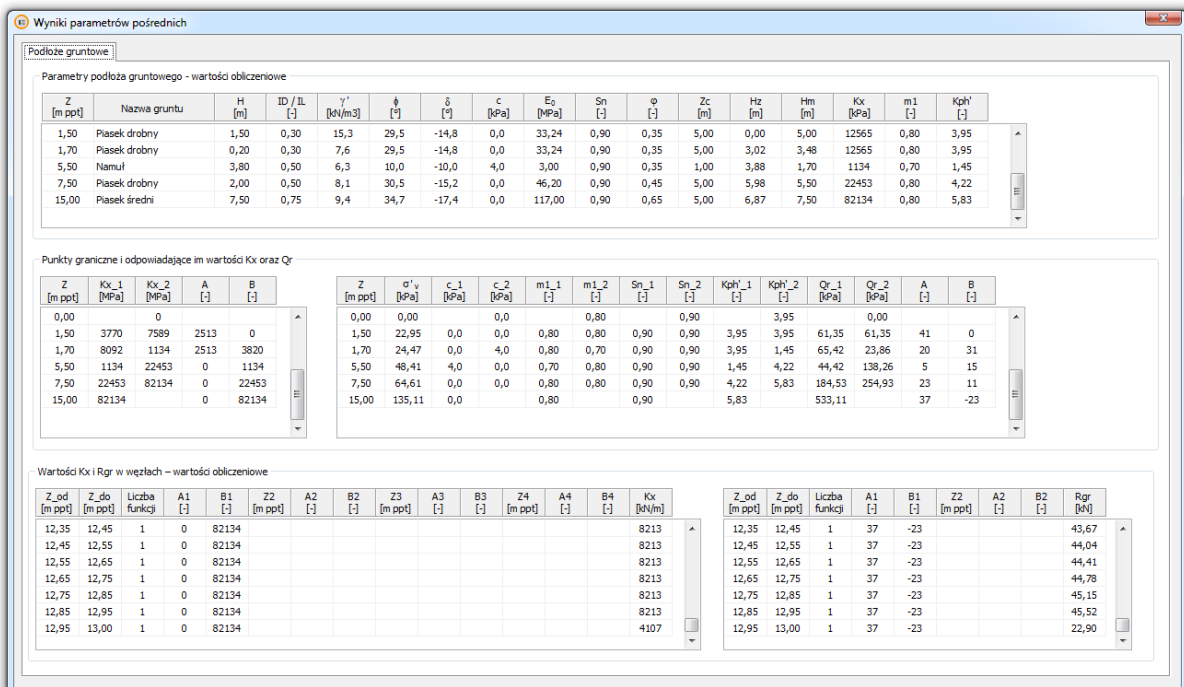 Wyniki parametrów pośrednich
Podłoże gruntowe
Parametry podłoża gruntowego - wartości obliczeniowe
Z Nazwa gruntu H ID / IL γ' ϕ δ c E₀ Sn φ Zc Hz Hm Kx m1 Kph'
[m ppt] [m] [-] [kN/m3] [°] [°] [kPa] [MPa] [-] [-] [m] [m] [m] [kPa] [-] [-]
1,50 Piasek drobny 1,50 0,30 15,3 29,5 -14,8 0,0 33,24 0,90 0,35 5,00 0,00 5,00 12565 0,80 3,95
1,70 Piasek drobny 0,20 0,30 7,6 29,5 -14,8 0,0 33,24 0,90 0,35 5,00 3,02 3,48 12565 0,80 3,95
5,50 Namuł 3,80 0,50 6,3 10,0 -10,0 4,0 3,00 0,90 0,35 1,00 3,88 1,70 1134 0,70 1,45
7,50 Piasek drobny 2,00 0,50 8,1 30,5 -15,2 0,0 46,20 0,90 0,45 5,00 5,98 5,50 22453 0,80 4,22
15,00 Piasek średni 7,50 0,75 9,4 34,7 -17,4 0,0 117,00 0,90 0,65 5,00 6,87 7,50 82134 0,80 5,83
Punkty graniczne i odpowiadające im wartości Kx oraz Qr
Z Kx_1 Kx_2 A B
[m ppt] [MPa] [MPa] [-] [-]
0,00 0
1,50 3770 7589 2513 0
1,70 8092 1134 2513 3820
5,50 1134 22453 0 1134
7,50 22453 82134 0 22453
15,00 82134 0 82134
Z σ'ᵥ c_1 c_2 m1_1 m1_2 Sn_1 Sn_2 Kph'_1 Kph'_2 Qr_1 Qr_2 A B
[m ppt] [kPa] [kPa] [kPa] [-] [-] [-] [-] [-] [-] [kPa] [kPa] [-] [-]
0,00 0,00 0,0 0,80 0,90 3,95 0,00
1,50 22,95 0,0 0,0 0,80 0,80 0,90 0,90 3,95 3,95 61,35 61,35 41 0
1,70 24,47 0,0 4,0 0,80 0,70 0,90 0,90 3,95 1,45 65,42 23,86 20 31
5,50 48,41 4,0 0,0 0,70 0,80 0,90 0,90 1,45 4,22 44,42 138,26 5 15
7,50 64,61 0,0 0,0 0,80 0,80 0,90 0,90 4,22 5,83 184,53 254,93 23 11
15,00 135,11 0,0 0,80 0,90 5,83 533,11 37 -23
Wartości Kx i Rgr w węzłach – wartości obliczeniowe
Z_od Z_do Liczba A1 B1 Z2 A2 B2 Z3 A3 B3 Z4 A4 B4 Kx
[m ppt] [m ppt] funkcji [-] [-] [m ppt] [-] [-] [m ppt] [-] [-] [m ppt] [-] [-] [kN/m]
12,35 12,45 1 0 82134 8213
12,45 12,55 1 0 82134 8213
12,55 12,65 1 0 82134 8213
12,65 12,75 1 0 82134 8213
12,75 12,85 1 0 82134 8213
12,85 12,95 1 0 82134 8213
12,95 13,00 1 0 82134 4107
Z_od Z_do Liczba A1 B1 Z2 A2 B2 Rgr
[m ppt] [m ppt] funkcji [-] [-] [m ppt] [-] [-] [kN]
12,35 12,45 1 37 -23 43,67
12,45 12,55 1 37 -23 44,04
12,55 12,65 1 37 -23 44,41
12,65 12,75 1 37 -23 44,78
12,75 12,85 1 37 -23 45,15
12,85 12,95 1 37 -23 45,52
12,95 13,00 1 37 -23 22,90